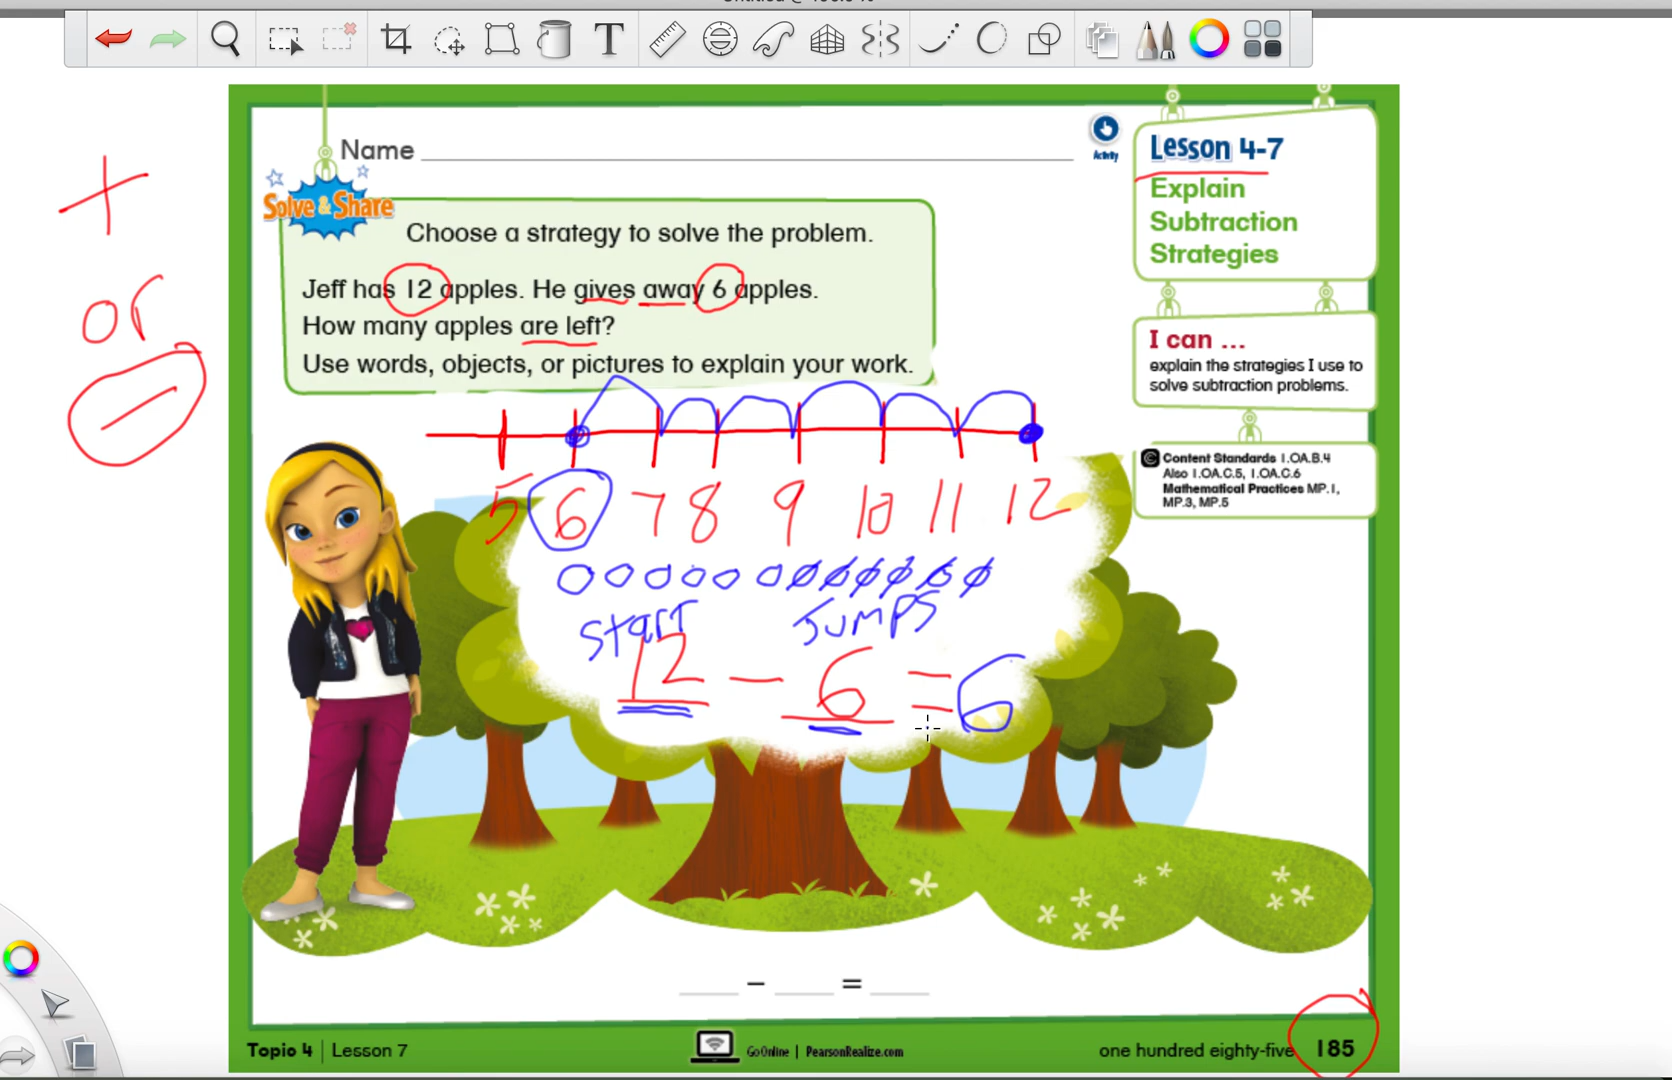 Name
Solve & Share
Choose a strategy to solve the problem.
Jeff has 12 apples. He gives away 6 apples.
How many apples are left?
Use words, objects, or pictures to explain your work.
Activity
Lesson 4-7
Explain
Subtraction
Strategies
I can ...
explain the strategies I use to
solve subtraction problems.
Content Standards 1.OA.B.4
Also 1.OA.C.5, 1.OA.C.6
Mathematical Practices MP.1,
MP.3, MP.5
+
or
−
5 6 7 8 9 10 11 12
start Jumps
12 − 6 = 6
− =
Topic 4 | Lesson 7
Go Online | PearsonRealize.com
one hundred eighty-five 185